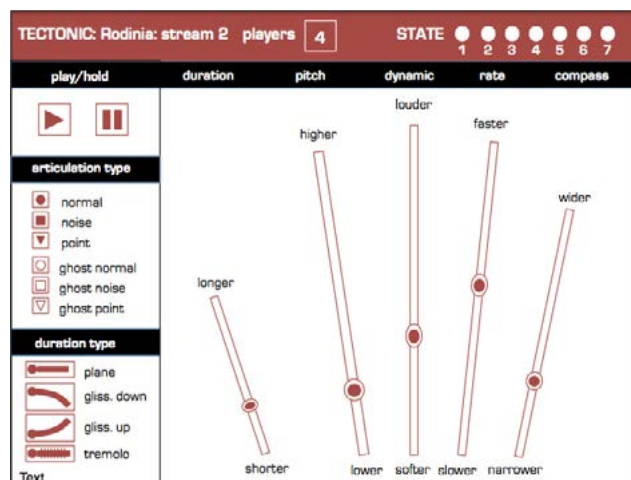 TECTONIC: Rodinia: stream 2 players 4 STATE
1 2 3 4 5 6 7
play/hold duration pitch dynamic rate compass
louder
faster
higher
articulation type
wider
normal
noise
point
ghost normal
ghost noise
ghost point
longer
duration type
plane
gliss. down
gliss. up
tremolo
shorter lower softer slower narrower
Text